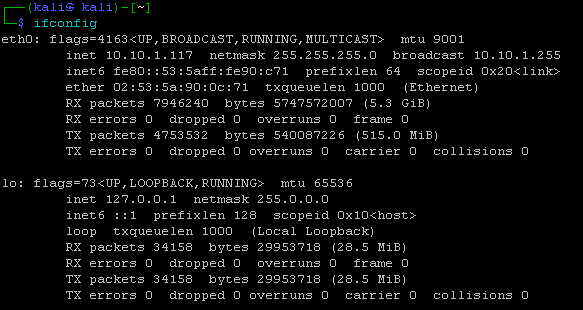 ┌──(kali㉿kali)-[~]
└─$ ifconfig
eth0: flags=4163<UP,BROADCAST,RUNNING,MULTICAST>  mtu 9001
        inet 10.10.1.117  netmask 255.255.255.0  broadcast 10.10.1.255
        inet6 fe80::53:5aff:fe90:c71  prefixlen 64  scopeid 0x20<link>
        ether 02:53:5a:90:0c:71  txqueuelen 1000  (Ethernet)
        RX packets 7946240  bytes 5747572007 (5.3 GiB)
        RX errors 0  dropped 0  overruns 0  frame 0
        TX packets 4753532  bytes 540087226 (515.0 MiB)
        TX errors 0  dropped 0 overruns 0  carrier 0  collisions 0

lo: flags=73<UP,LOOPBACK,RUNNING>  mtu 65536
        inet 127.0.0.1  netmask 255.0.0.0
        inet6 ::1  prefixlen 128  scopeid 0x10<host>
        loop  txqueuelen 1000  (Local Loopback)
        RX packets 34158  bytes 29953718 (28.5 MiB)
        RX errors 0  dropped 0  overruns 0  frame 0
        TX packets 34158  bytes 29953718 (28.5 MiB)
        TX errors 0  dropped 0 overruns 0  carrier 0  collisions 0